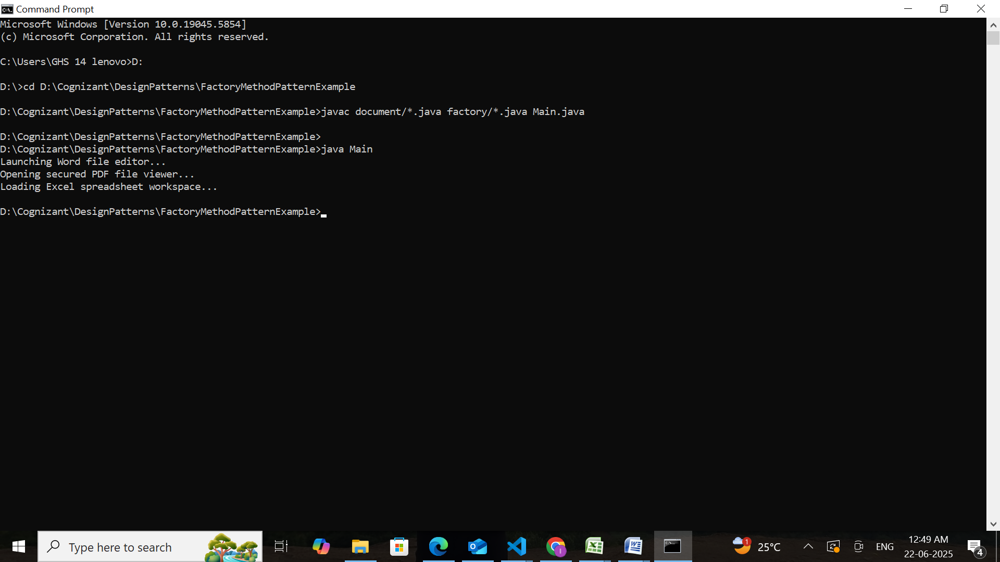 Command Prompt
Microsoft Windows [Version 10.0.19045.5854]
(c) Microsoft Corporation. All rights reserved.
C:\Users\GHS 14 lenovo>D:
D:\>cd D:\Cognizant\DesignPatterns\FactoryMethodPatternExample
D:\Cognizant\DesignPatterns\FactoryMethodPatternExample>javac document/*.java factory/*.java Main.java
D:\Cognizant\DesignPatterns\FactoryMethodPatternExample>
D:\Cognizant\DesignPatterns\FactoryMethodPatternExample>java Main
Launching Word file editor...
Opening secured PDF file viewer...
Loading Excel spreadsheet workspace...
D:\Cognizant\DesignPatterns\FactoryMethodPatternExample>
Type here to search
1
25°C
ENG
12:49 AM
22-06-2025
4